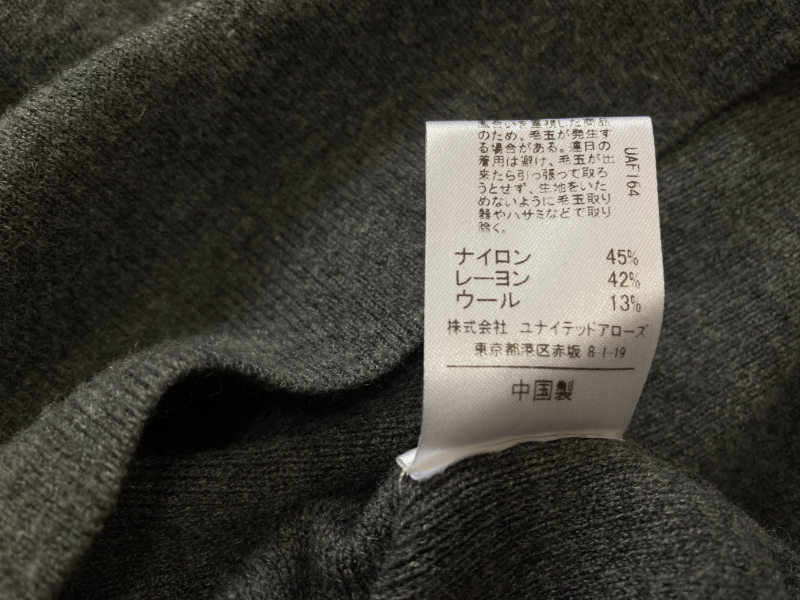 風合いを重視した商品
のため、毛玉が発生す
る場合がある。連日の
着用は避け、毛玉が出
来たら引っ張って取ろ
うとせず、生地をいた
めないように毛玉取り
器やハサミなどで取り
除く。
UAF164
ナイロン 45%
レーヨン 42%
ウール 13%
株式会社 ユナイテッドアローズ
東京都港区赤坂 8-1-19
中国製